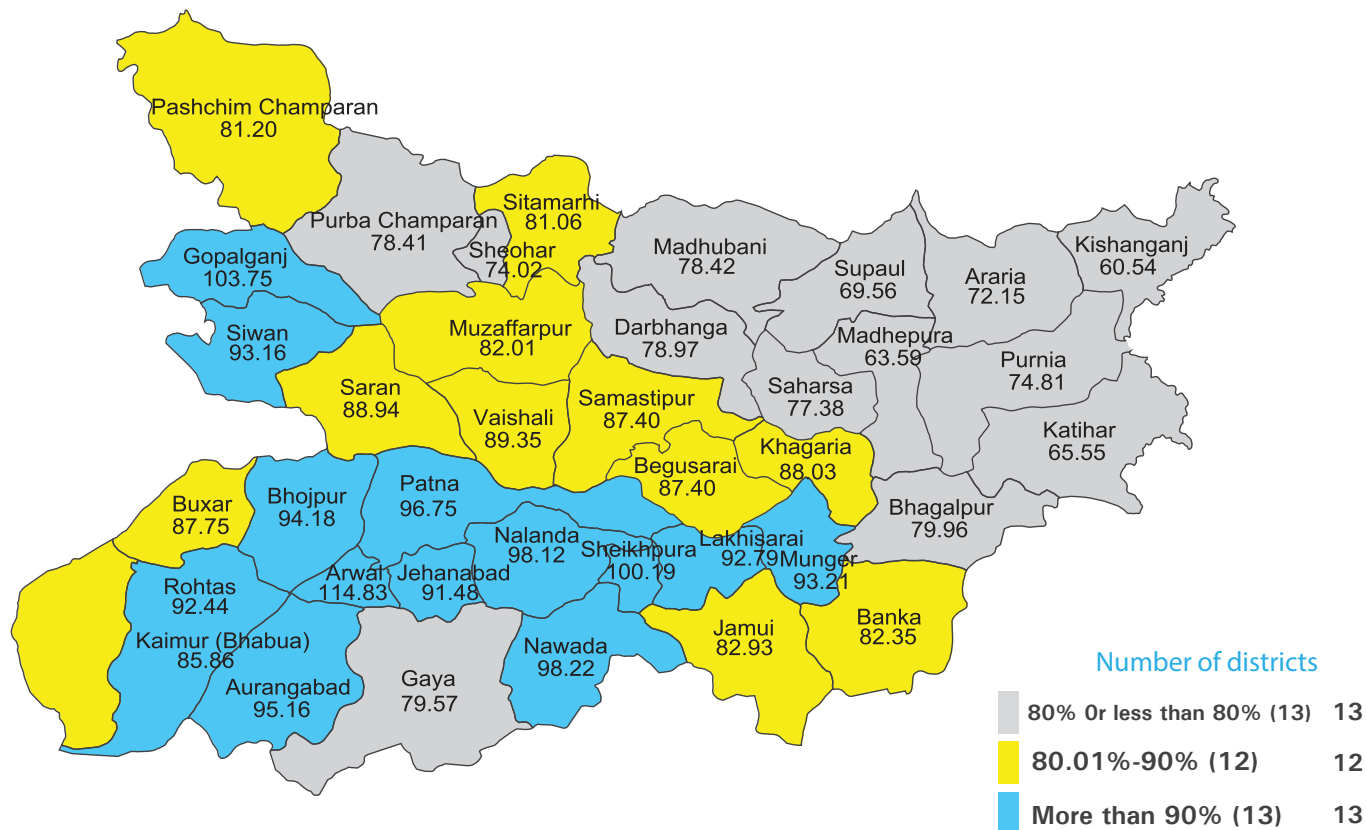 Pashchim Champaran
81.20
Sitamarhi
81.06
Purba Champaran
78.41
Sheohar
74.02
Gopalganj
103.75
Madhubani
78.42
Supaul
69.56
Araria
72.15
Kishanganj
60.54
Siwan
93.16
Muzaffarpur
82.01
Darbhanga
78.97
Madhepura
63.59
Purnia
74.81
Saran
88.94
Vaishali
89.35
Samastipur
87.40
Saharsa
77.38
Katihar
65.55
Khagaria
88.03
Begusarai
87.40
Buxar
87.75
Bhojpur
94.18
Patna
96.75
Bhagalpur
79.96
Nalanda
98.12
Sheikhpura
100.19
Lakhisarai
92.79
Munger
93.21
Rohtas
92.44
Arwal
114.83
Jehanabad
91.48
Kaimur (Bhabua)
85.86
Aurangabad
95.16
Gaya
79.57
Nawada
98.22
Jamui
82.93
Banka
82.35
Number of districts
80% 0r less than 80% (13) 13
80.01%-90% (12) 12
More than 90% (13) 13